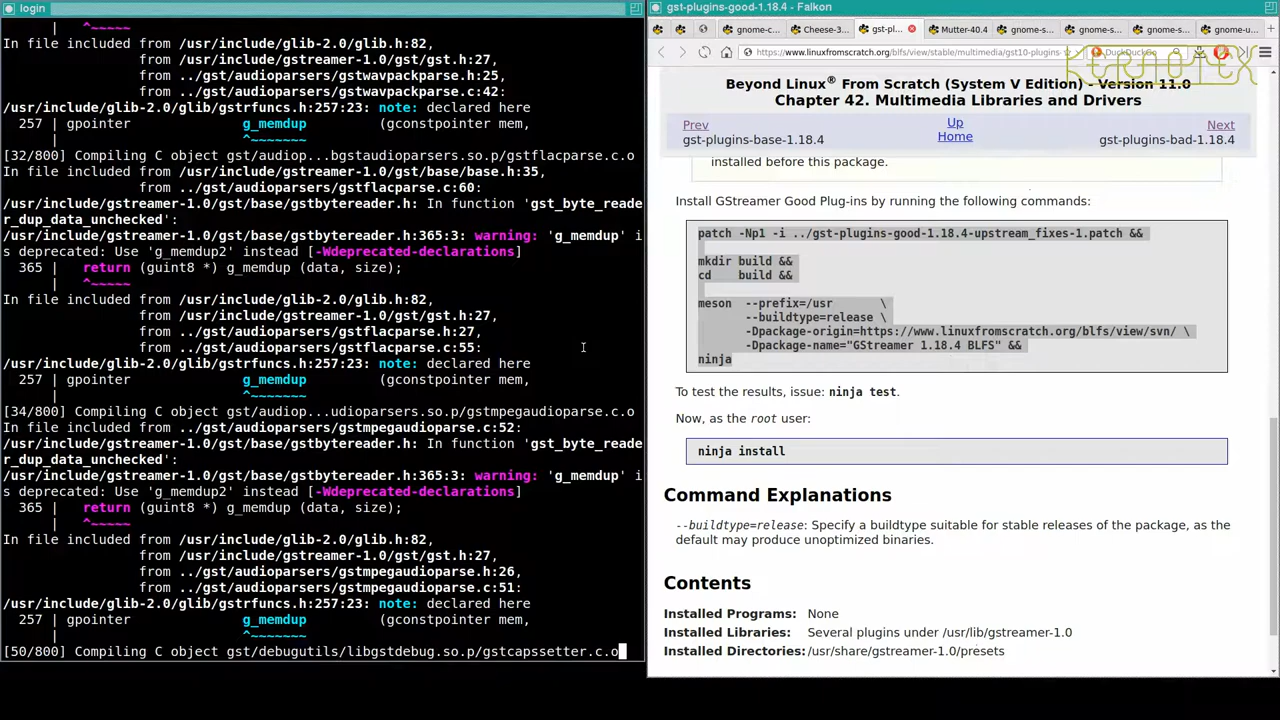 login
|   ^~~~~~
In file included from /usr/include/glib-2.0/glib.h:82,
from /usr/include/gstreamer-1.0/gst/gst.h:27,
from ../gst/audioparsers/gstwavpackparse.h:25,
from ../gst/audioparsers/gstwavpackparse.c:42:
/usr/include/glib-2.0/glib/gstrfuncs.h:257:23: note: declared here
257 | gpointer              g_memdup         (gconstpointer mem,
|                       ^~~~~~~~
[32/800] Compiling C object gst/audiop...bgstaudioparsers.so.p/gstflacparse.c.o
In file included from /usr/include/gstreamer-1.0/gst/base/base.h:35,
from ../gst/audioparsers/gstflacparse.c:60:
/usr/include/gstreamer-1.0/gst/base/gstbytereader.h: In function 'gst_byte_reade
r_dup_data_unchecked':
/usr/include/gstreamer-1.0/gst/base/gstbytereader.h:365:3: warning: 'g_memdup' i
s deprecated: Use 'g_memdup2' instead [-Wdeprecated-declarations]
365 |   return (guint8 *) g_memdup (data, size);
|   ^~~~~~
In file included from /usr/include/glib-2.0/glib.h:82,
from /usr/include/gstreamer-1.0/gst/gst.h:27,
from ../gst/audioparsers/gstflacparse.h:27,
from ../gst/audioparsers/gstflacparse.c:55:
/usr/include/glib-2.0/glib/gstrfuncs.h:257:23: note: declared here
257 | gpointer              g_memdup         (gconstpointer mem,
|                       ^~~~~~~~
[34/800] Compiling C object gst/audiop...udioparsers.so.p/gstmpegaudioparse.c.o
In file included from ../gst/audioparsers/gstmpegaudioparse.c:52:
/usr/include/gstreamer-1.0/gst/base/gstbytereader.h: In function 'gst_byte_reade
r_dup_data_unchecked':
/usr/include/gstreamer-1.0/gst/base/gstbytereader.h:365:3: warning: 'g_memdup' i
s deprecated: Use 'g_memdup2' instead [-Wdeprecated-declarations]
365 |   return (guint8 *) g_memdup (data, size);
|   ^~~~~~
In file included from /usr/include/glib-2.0/glib.h:82,
from /usr/include/gstreamer-1.0/gst/gst.h:27,
from ../gst/audioparsers/gstmpegaudioparse.h:26,
from ../gst/audioparsers/gstmpegaudioparse.c:51:
/usr/include/glib-2.0/glib/gstrfuncs.h:257:23: note: declared here
257 | gpointer              g_memdup         (gconstpointer mem,
|                       ^~~~~~~~
[50/800] Compiling C object gst/debugutils/libgstdebug.so.p/gstcapssetter.c.o
gst-plugins-good-1.18.4 - Falkon
gnome-c... Cheese-3... gst-pl... Mutter-40.4 gnome-s... gnome-s... gnome-s... gnome-u...
https://www.linuxfromscratch.org/blfs/view/stable/multimedia/gst10-plugins- DuckDuckGo
KERNOTEX
Beyond Linux® From Scratch (System V Edition) - Version 11.0
Chapter 42. Multimedia Libraries and Drivers
Prev Up Next
gst-plugins-base-1.18.4 Home gst-plugins-bad-1.18.4
installed before this package.
Install GStreamer Good Plug-ins by running the following commands:
patch -Np1 -i ../gst-plugins-good-1.18.4-upstream_fixes-1.patch &&
mkdir build &&
cd    build &&
meson  --prefix=/usr       \
--buildtype=release \
-Dpackage-origin=https://www.linuxfromscratch.org/blfs/view/svn/ \
-Dpackage-name="GStreamer 1.18.4 BLFS" &&
ninja
To test the results, issue: ninja test.
Now, as the root user:
ninja install
Command Explanations
--buildtype=release: Specify a buildtype suitable for stable releases of the package, as the
default may produce unoptimized binaries.
Contents
Installed Programs: None
Installed Libraries: Several plugins under /usr/lib/gstreamer-1.0
Installed Directories: /usr/share/gstreamer-1.0/presets